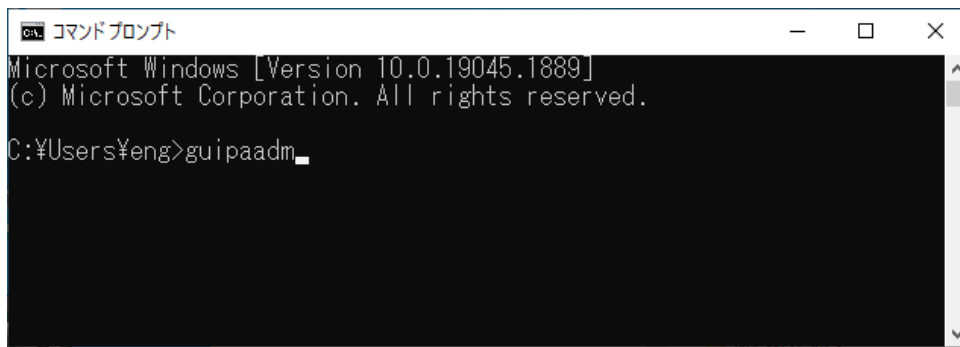 コマンド プロンプト
Microsoft Windows [Version 10.0.19045.1889]
(c) Microsoft Corporation. All rights reserved.
C:¥Users¥eng>guipaadm